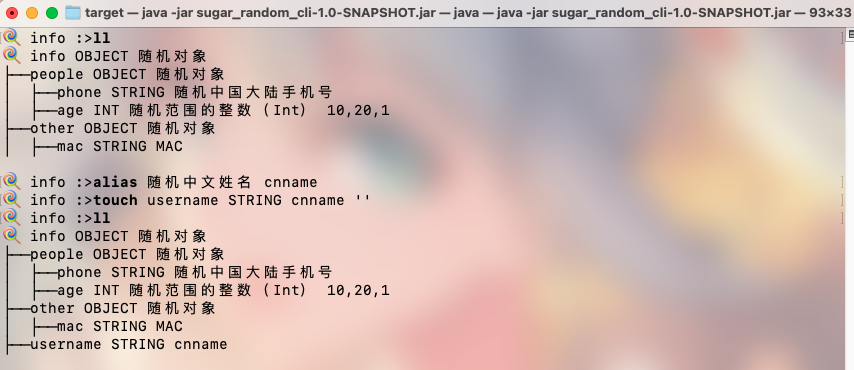 target — java -jar sugar_random_cli-1.0-SNAPSHOT.jar — java — java -jar sugar_random_cli-1.0-SNAPSHOT.jar — 93×33
🍭 info :>ll
🍭 info OBJECT 随机对象
├──people OBJECT 随机对象
│  ├──phone STRING 随机中国大陆手机号
│  ├──age INT 随机范围的整数 (Int)  10,20,1
├──other OBJECT 随机对象
│  ├──mac STRING MAC
🍭 info :>alias 随机中文姓名 cnname
🍭 info :>touch username STRING cnname ''
🍭 info :>ll
🍭 info OBJECT 随机对象
├──people OBJECT 随机对象
│  ├──phone STRING 随机中国大陆手机号
│  ├──age INT 随机范围的整数 (Int)  10,20,1
├──other OBJECT 随机对象
│  ├──mac STRING MAC
├──username STRING cnname